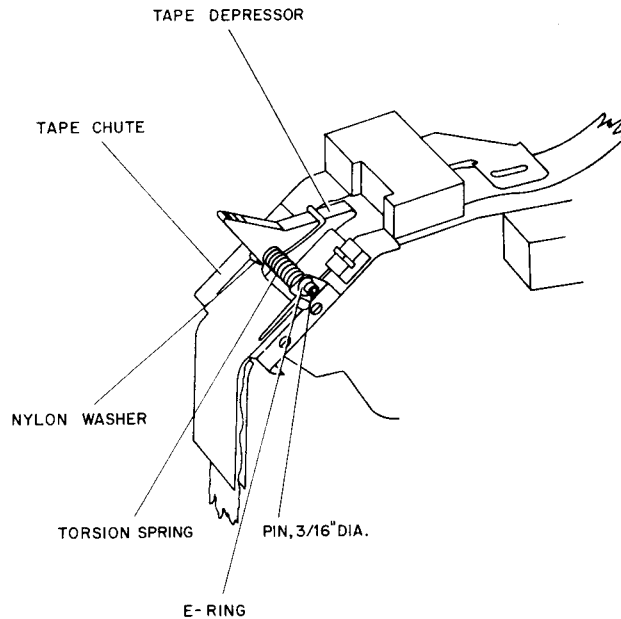 TAPE DEPRESSOR
TAPE CHUTE
NYLON WASHER
TORSION SPRING
PIN, 3/16" DIA.
E-RING